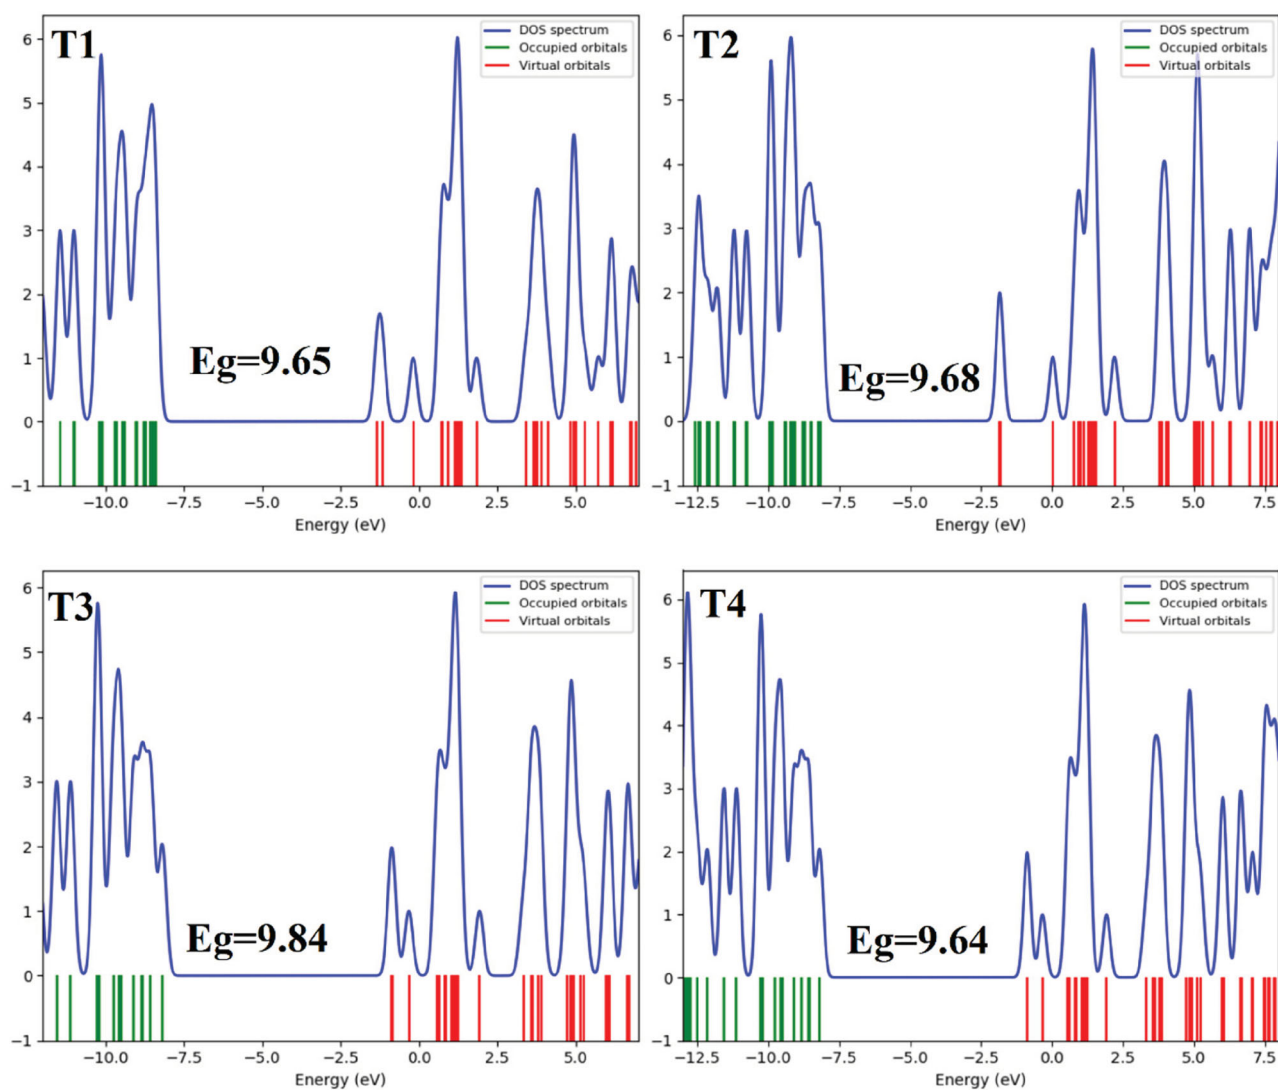 T1
DOS spectrum
Occupied orbitals
Virtual orbitals
6
5
4
3
2
1
0
−1
Eg=9.65
−10.0
−7.5
−5.0
−2.5
0.0
2.5
5.0
Energy (eV)
T2
DOS spectrum
Occupied orbitals
Virtual orbitals
6
5
4
3
2
1
0
−1
Eg=9.68
−12.5
−10.0
−7.5
−5.0
−2.5
0.0
2.5
5.0
7.5
Energy (eV)
T3
DOS spectrum
Occupied orbitals
Virtual orbitals
6
5
4
3
2
1
0
−1
Eg=9.84
−10.0
−7.5
−5.0
−2.5
0.0
2.5
5.0
Energy (eV)
T4
DOS spectrum
Occupied orbitals
Virtual orbitals
6
5
4
3
2
1
0
−1
Eg=9.64
−12.5
−10.0
−7.5
−5.0
−2.5
0.0
2.5
5.0
7.5
Energy (eV)